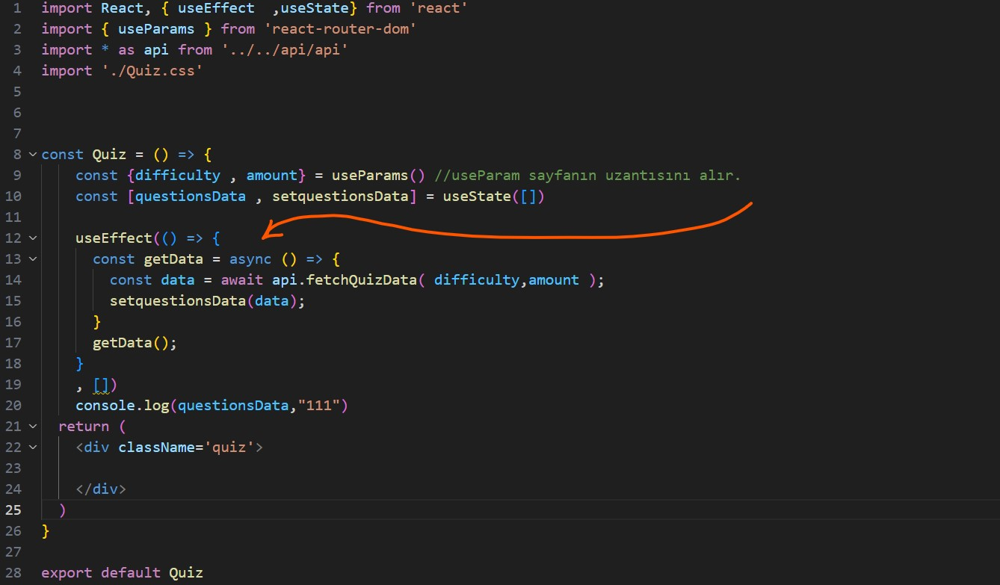 1 import React, { useEffect  ,useState} from 'react'
2 import { useParams } from 'react-router-dom'
3 import * as api from '../../api/api'
4 import './Quiz.css'
5
6
7
8 const Quiz = () => {
9     const {difficulty , amount} = useParams() //useParam sayfanın uzantısını alır.
10     const [questionsData , setquestionsData] = useState([])
11
12     useEffect(() => {
13       const getData = async () => {
14         const data = await api.fetchQuizData( difficulty,amount );
15         setquestionsData(data);
16       }
17       getData();
18     }
19     , [])
20     console.log(questionsData,"111")
21   return (
22     <div className='quiz'>
23
24     </div>
25   )
26 }
27
28 export default Quiz